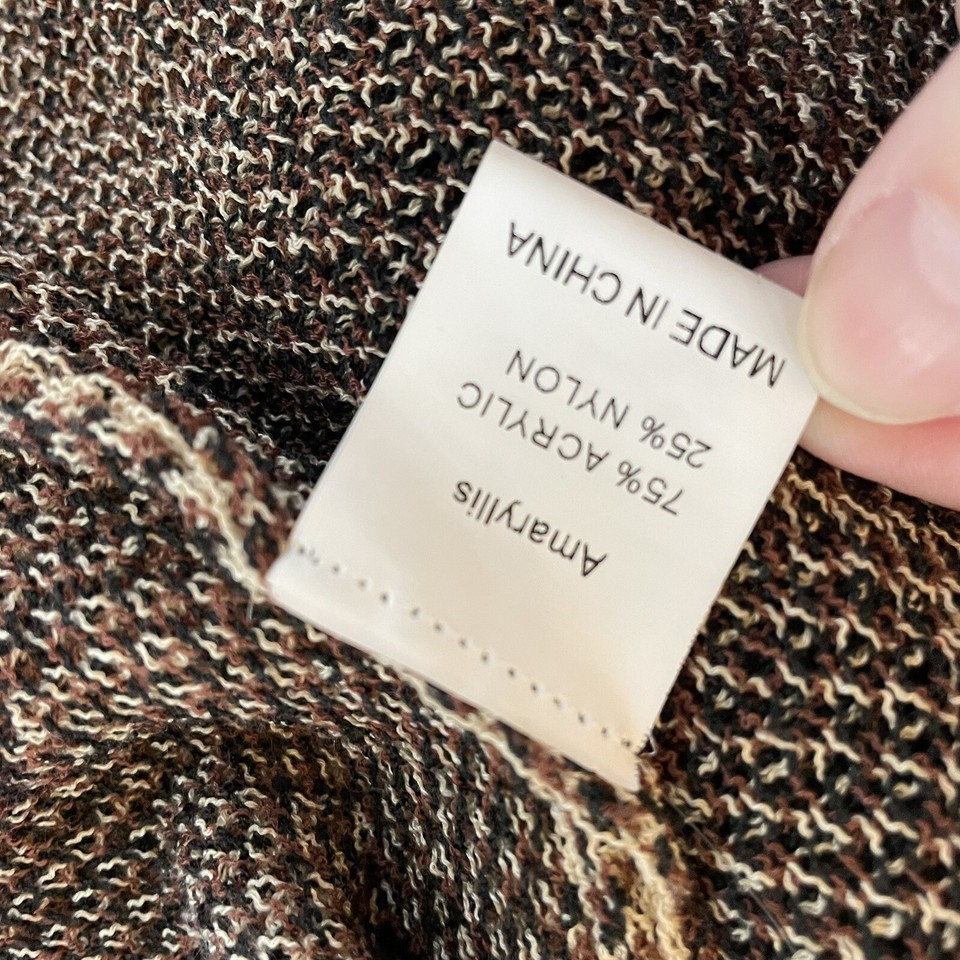 Amaryllis
75% ACRYLIC
25% NYLON
MADE IN CHINA